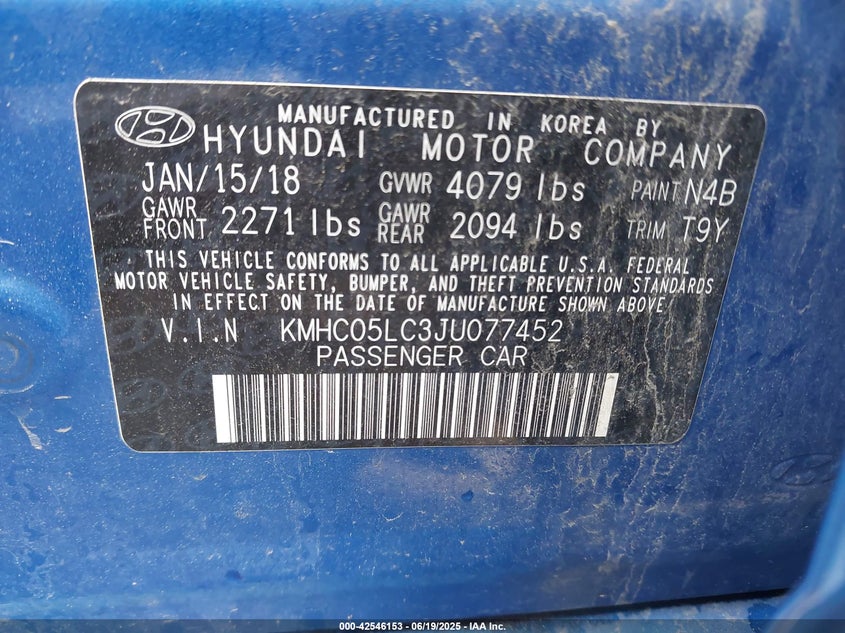 MANUFACTURED IN KOREA BY
HYUNDAI MOTOR COMPANY
JAN/15/18 GVWR 4079 lbs PAINT N4B
GAWR FRONT 2271 lbs GAWR REAR 2094 lbs TRIM T9Y
THIS VEHICLE CONFORMS TO ALL APPLICABLE U.S.A. FEDERAL
MOTOR VEHICLE SAFETY, BUMPER, AND THEFT PREVENTION STANDARDS
IN EFFECT ON THE DATE OF MANUFACTURE SHOWN ABOVE
V.I.N KMHC05LC3JU077452
PASSENGER CAR
000-42546153 - 06/19/2025 - IAA Inc.